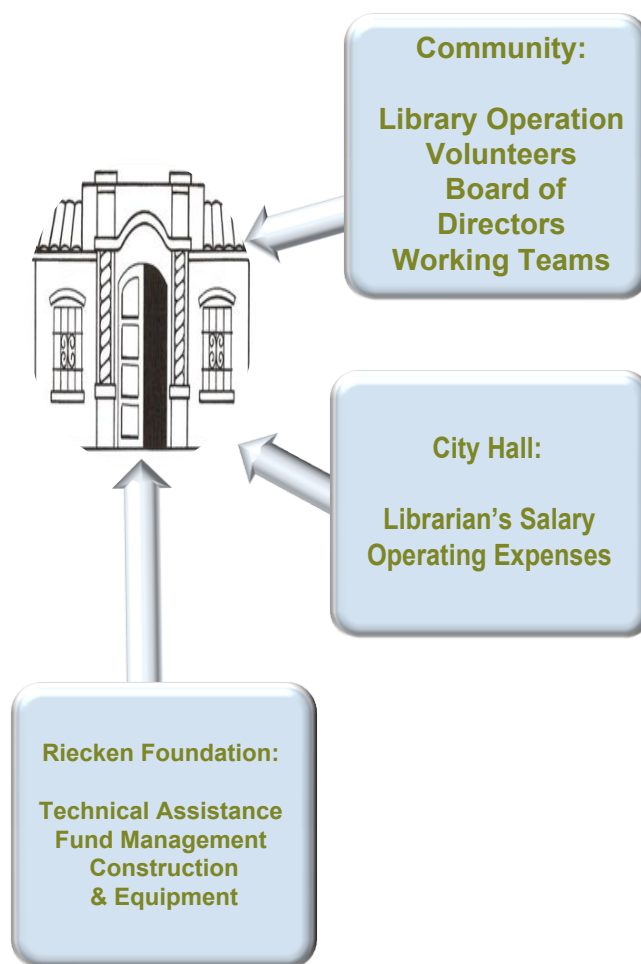 Community:
Library Operation
Volunteers
Board of
Directors
Working Teams
City Hall:
Librarian’s Salary
Operating Expenses
Riecken Foundation:
Technical Assistance
Fund Management
Construction
& Equipment